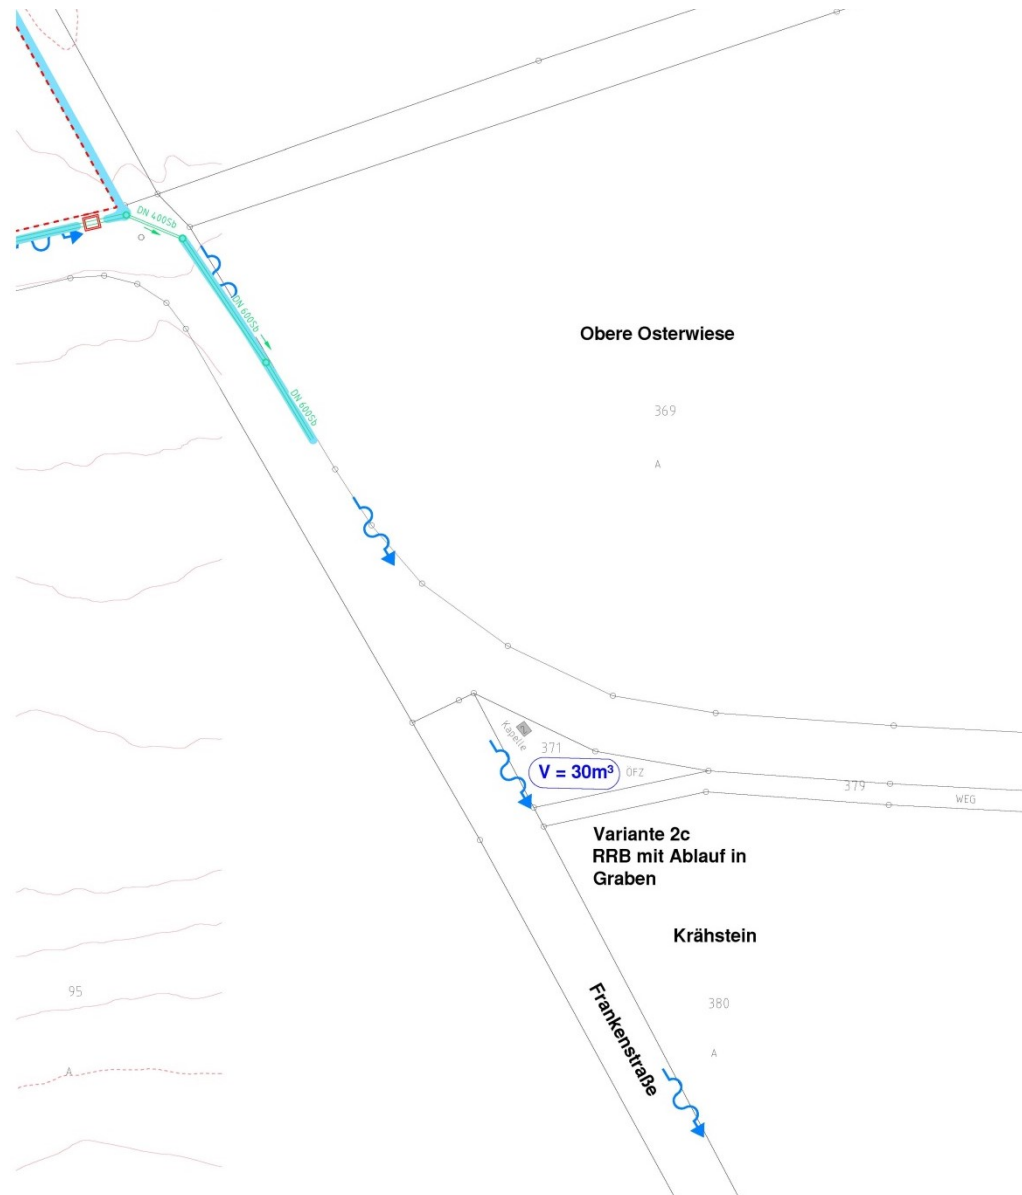 DN 400Sb
DN 600Sb
DN 600Sb
Obere Osterwiese
369
A
Kapelle
371
V = 30m³
ÖFZ
379
WEG
Variante 2c
RRB mit Ablauf in
Graben
Krähstein
95
380
Frankenstraße
A
A